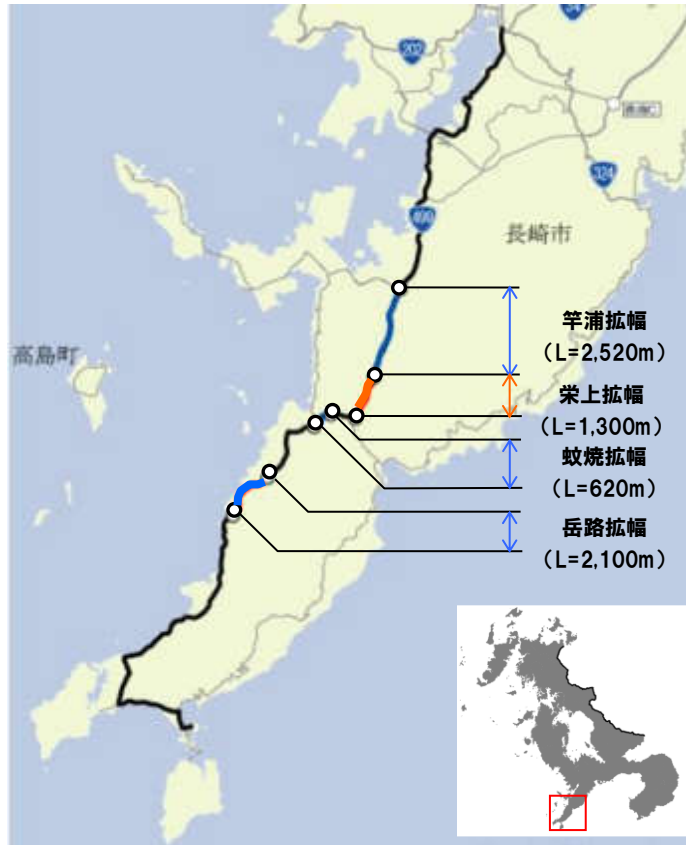 34
202
324
499
長崎市
高島町
竿浦拡幅
(L=2,520m)
栄上拡幅
(L=1,300m)
蚊焼拡幅
(L=620m)
岳路拡幅
(L=2,100m)